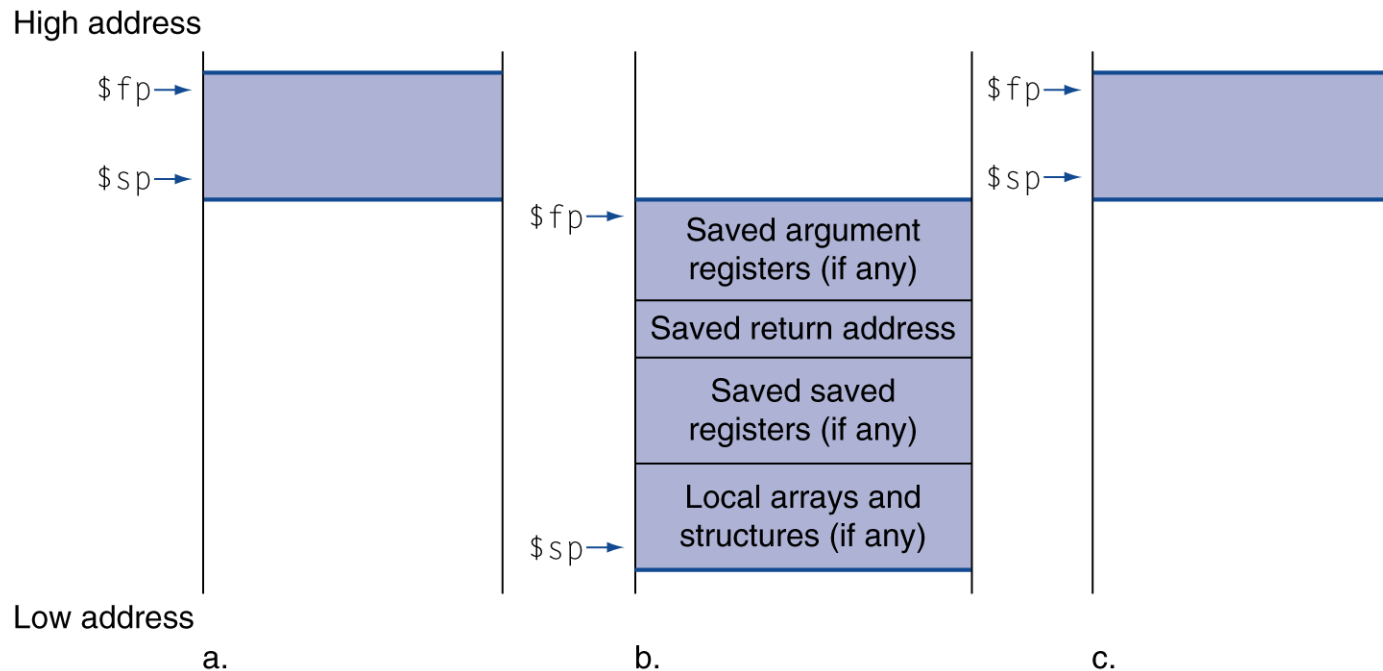 High address
$fp
$sp
$fp
Saved argument
registers (if any)
Saved return address
Saved saved
registers (if any)
Local arrays and
structures (if any)
$sp
$fp
$sp
Low address
a.
b.
c.